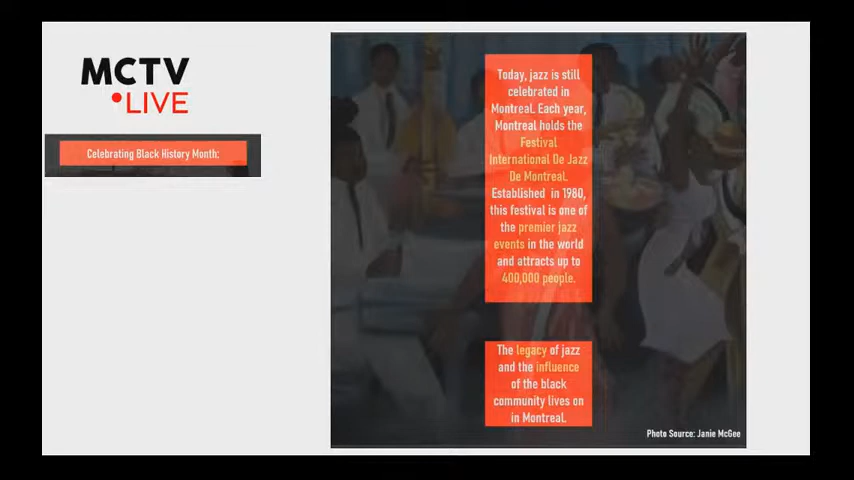 MCTV
LIVE
Celebrating Black History Month:
Today, jazz is still
celebrated in
Montreal. Each year,
Montreal holds the
Festival
International De Jazz
De Montreal.
Established in 1980,
this festival is one of
the premier jazz
events in the world
and attracts up to
400,000 people.
The legacy of jazz
and the influence
of the black
community lives on
in Montreal.
Photo Source: Janie McGee